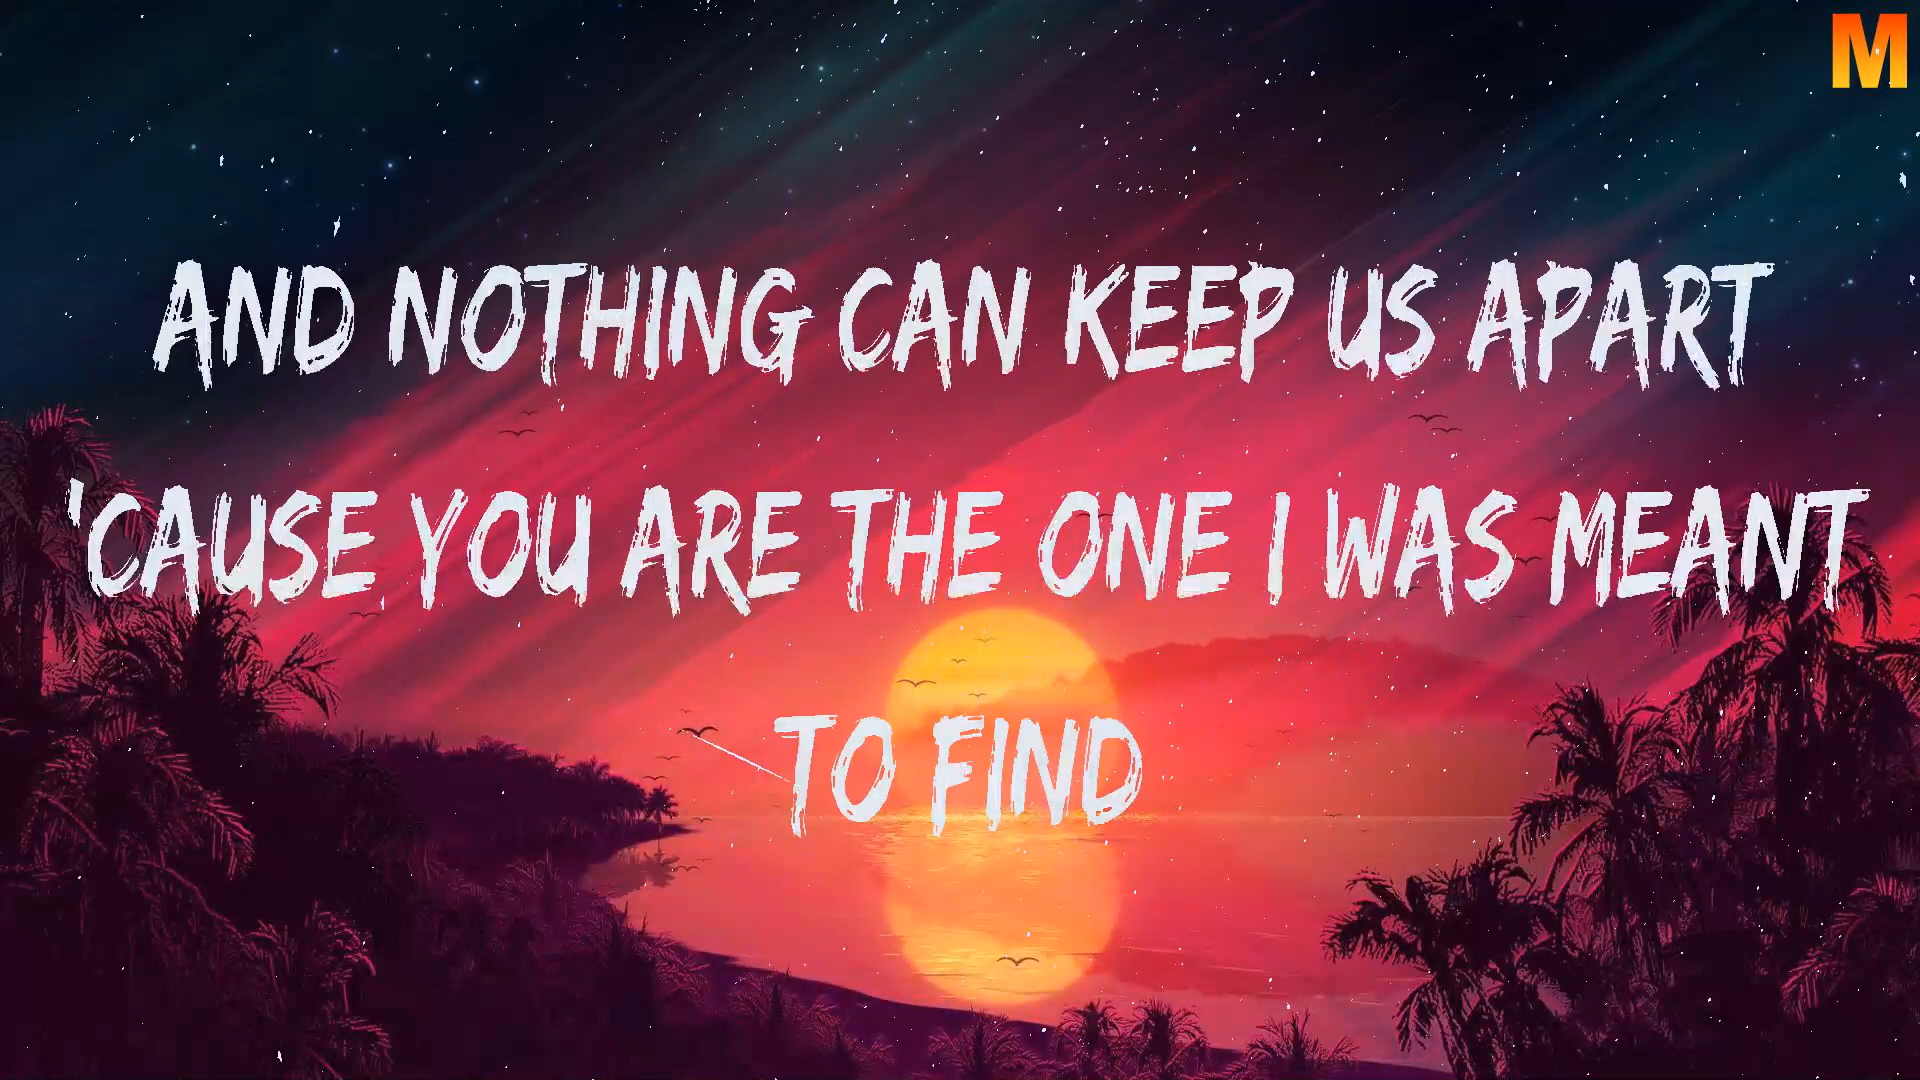 M
AND NOTHING CAN KEEP US APART
'CAUSE YOU ARE THE ONE I WAS MEANT
TO FIND